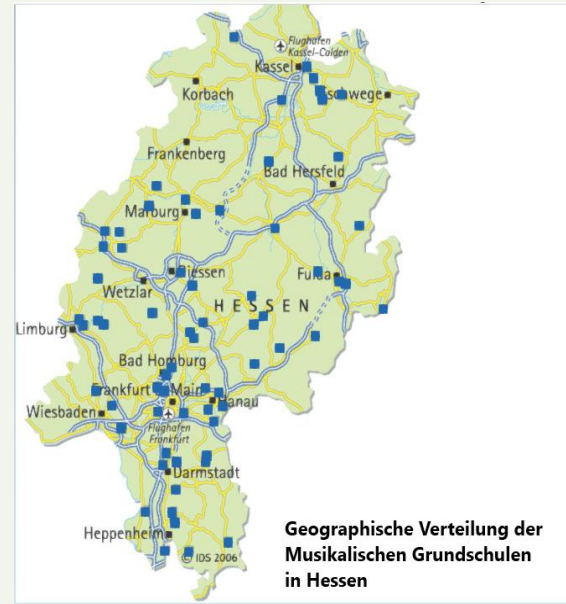 Flughafen
Kassel-Calden
Kassel
Korbach
Eschwege
Frankenberg
Bad Hersfeld
Marburg
Giessen
Fulda
Wetzlar
HESSEN
Limburg
Bad Homburg
Frankfurt
Main
Hanau
Wiesbaden
Flughafen
Frankfurt
Darmstadt
Heppenheim
© IDS 2006
Geographische Verteilung der
Musikalischen Grundschulen
in Hessen